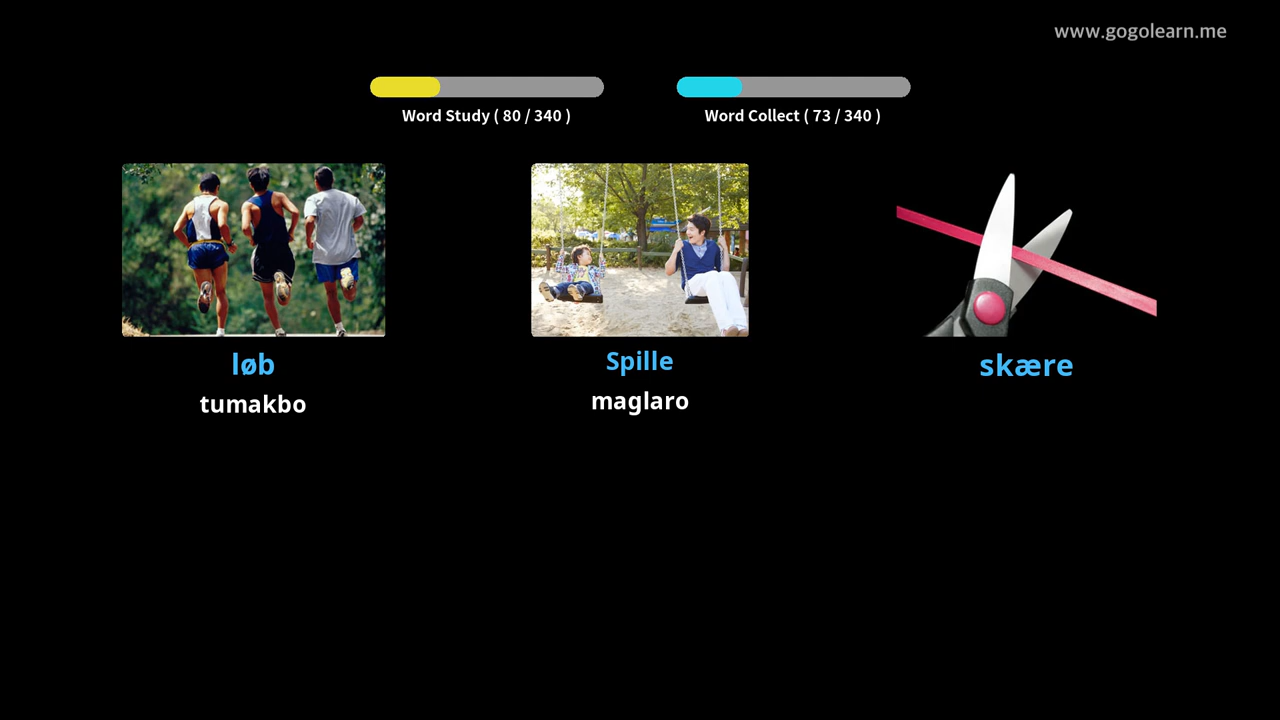 www.gogolearn.me
Word Study ( 80 / 340 )
Word Collect ( 73 / 340 )
løb
tumakbo
Spille
maglaro
skære